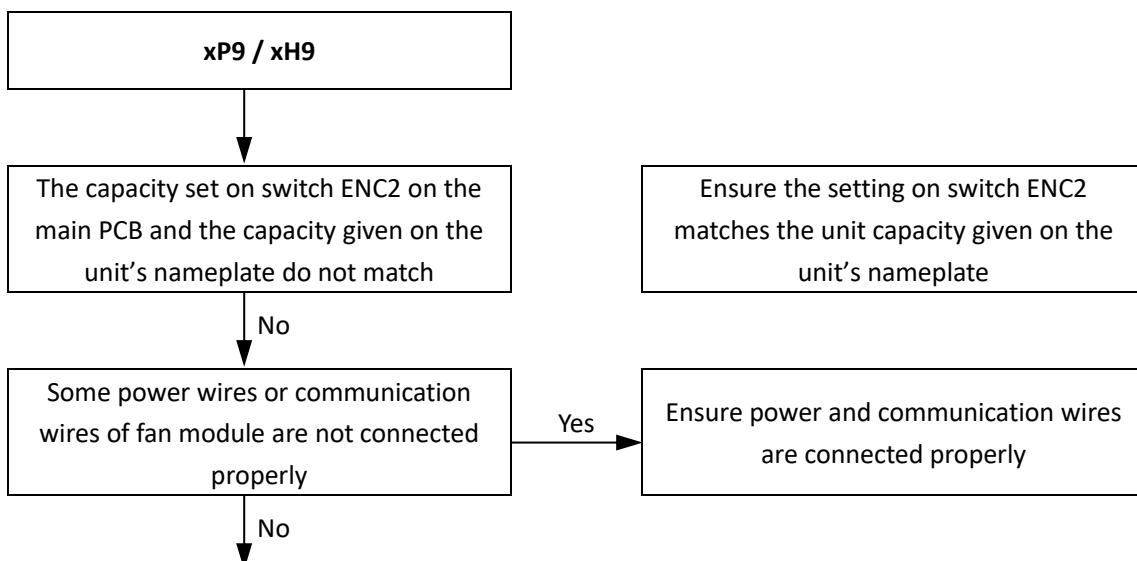 xP9 / xH9
The capacity set on switch ENC2 on the
main PCB and the capacity given on the
unit’s nameplate do not match
Ensure the setting on switch ENC2
matches the unit capacity given on the
unit’s nameplate
No
Some power wires or communication
wires of fan module are not connected
properly
Yes
Ensure power and communication wires
are connected properly
No